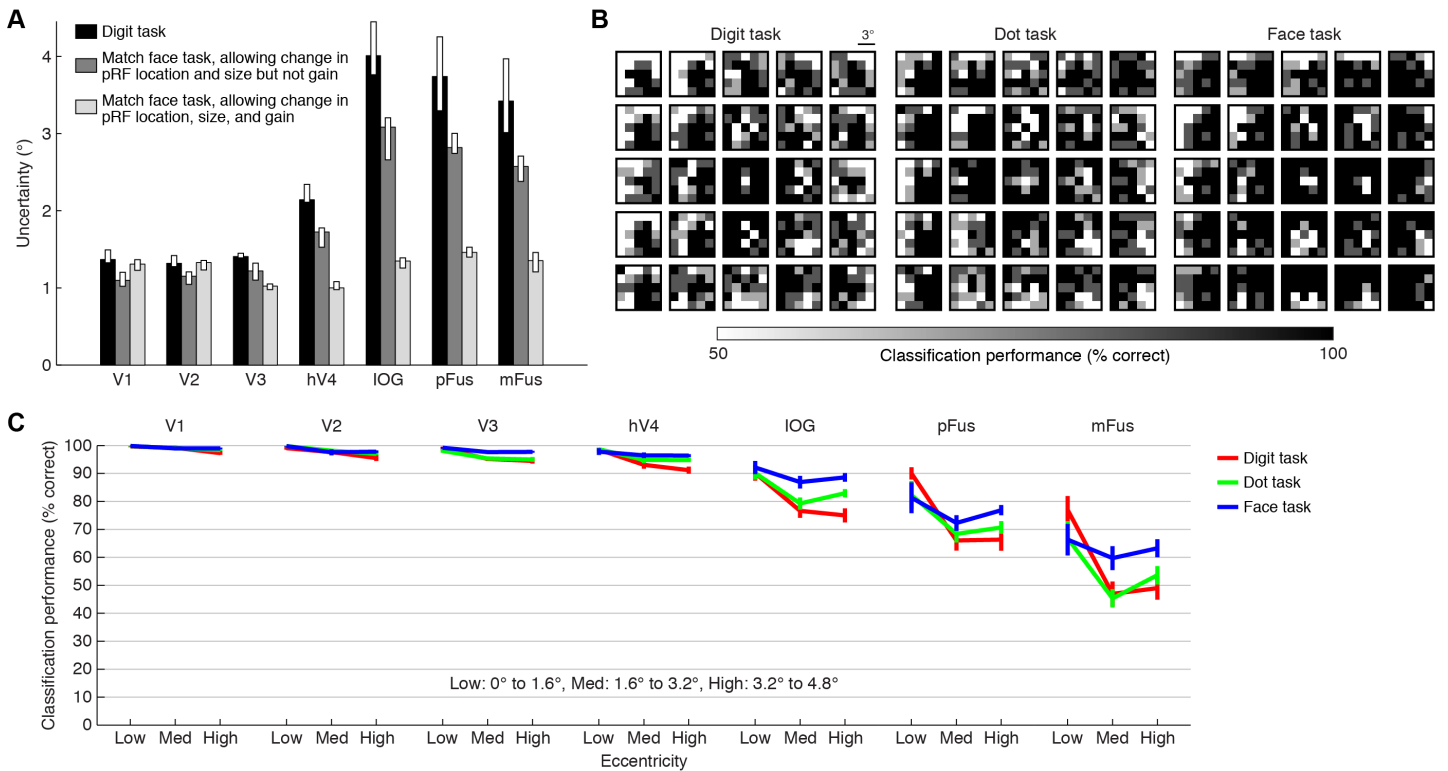 A
Digit task
Match face task, allowing change in
pRF location and size but not gain
Match face task, allowing change in
pRF location, size, and gain
Uncertainty (°)
4
3
2
1
0
V1 V2 V3 hV4 IOG pFus mFus
B
Digit task Dot task Face task
3°
50 100
Classification performance (% correct)
C
V1 V2 V3 hV4 IOG pFus mFus
Classification performance (% correct)
100
90
80
70
60
50
40
30
20
10
0
Digit task
Dot task
Face task
Low: 0° to 1.6°, Med: 1.6° to 3.2°, High: 3.2° to 4.8°
Low Med High Low Med High Low Med High Low Med High Low Med High Low Med High Low Med High
Eccentricity